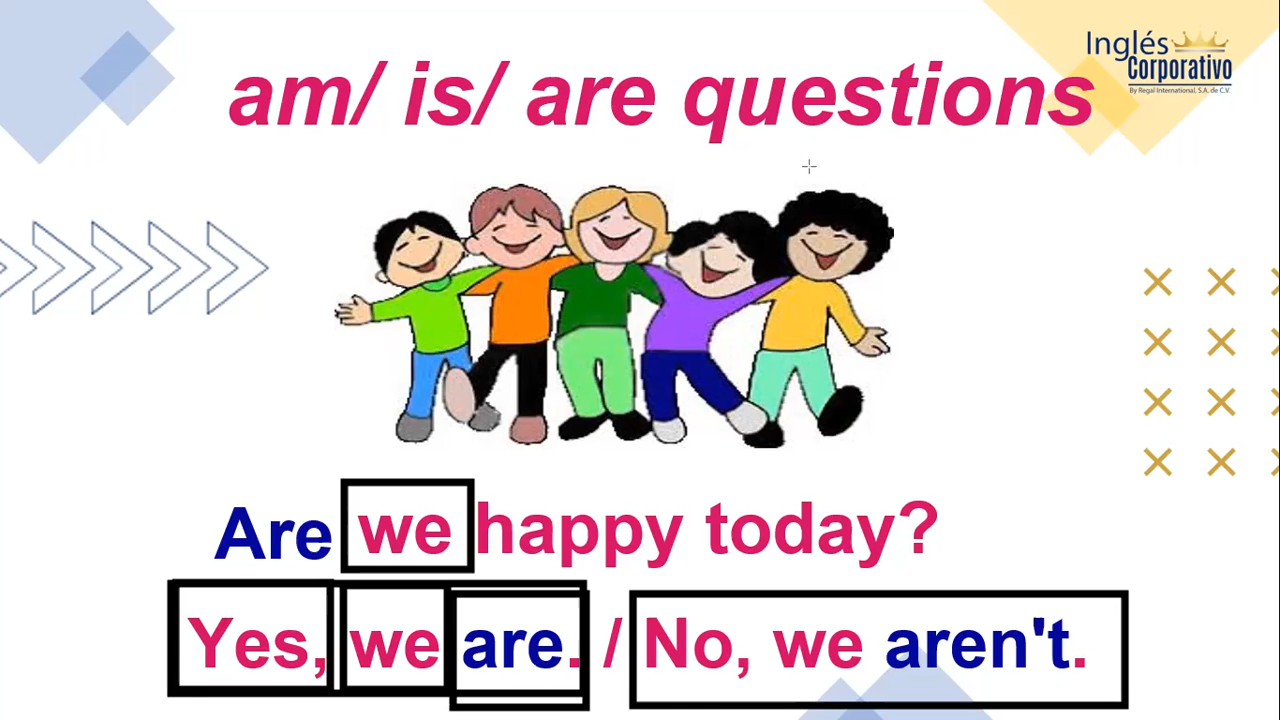 Inglés
Corporativo
By Regal International, S.A. de C.V.
am/ is/ are questions
Are we happy today?
Yes, we are. / No, we aren't.